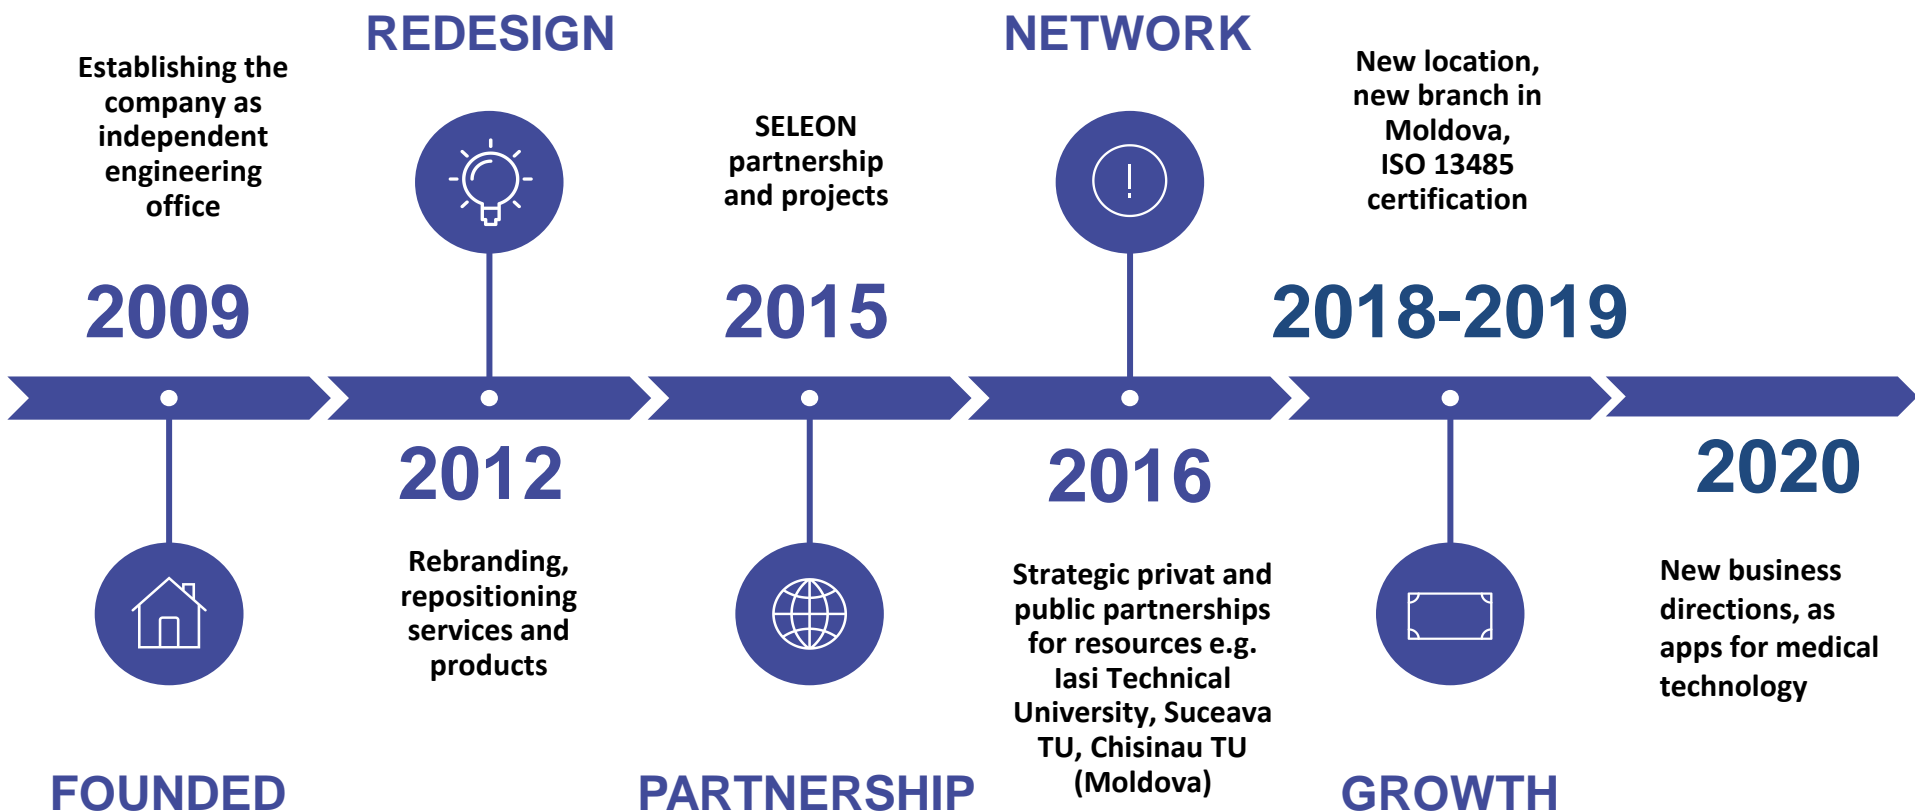 Establishing the
company as
independent
engineering
office
2009
FOUNDED
REDESIGN
2012
Rebranding,
repositioning
services and
products
SELEON
partnership
and projects
2015
PARTNERSHIP
NETWORK
!
2016
Strategic privat and
public partnerships
for resources e.g.
Iasi Technical
University, Suceava
TU, Chisinau TU
(Moldova)
New location,
new branch in
Moldova,
ISO 13485
certification
2018-2019
GROWTH
2020
New business
directions, as
apps for medical
technology